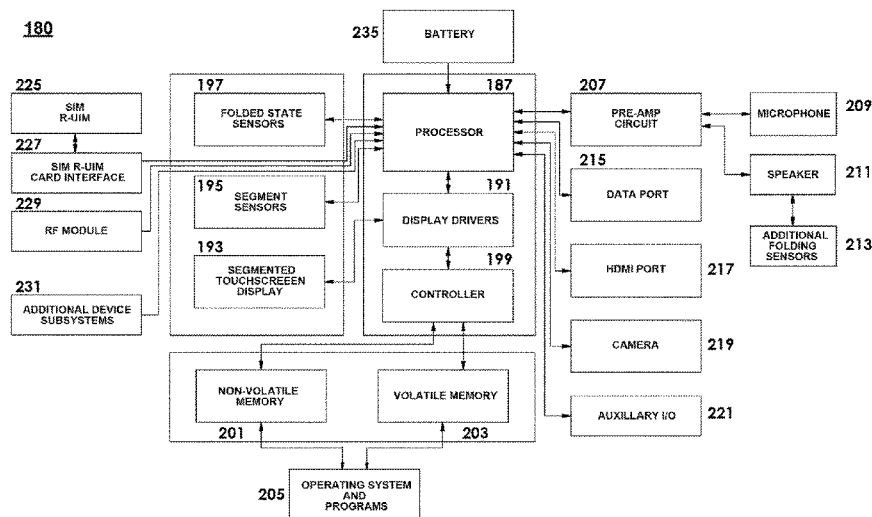 180
235
BATTERY
225
SIM
R-UIM
227
SIM R-UIM
CARD INTERFACE
229
RF MODULE
231
ADDITIONAL DEVICE
SUBSYSTEMS
197
FOLDED STATE
SENSORS
195
SEGMENT
SENSORS
193
SEGMENTED
TOUCHSCREEEN
DISPLAY
187
PROCESSOR
191
DISPLAY DRIVERS
199
CONTROLLER
NON-VOLATILE
MEMORY
201
VOLATILE MEMORY
203
205
OPERATING SYSTEM
AND
PROGRAMS
207
PRE-AMP
CIRCUIT
215
DATA PORT
HDMI PORT
217
CAMERA
219
AUXILLARY I/O
221
MICROPHONE
209
SPEAKER
211
ADDITIONAL
FOLDING
SENSORS
213